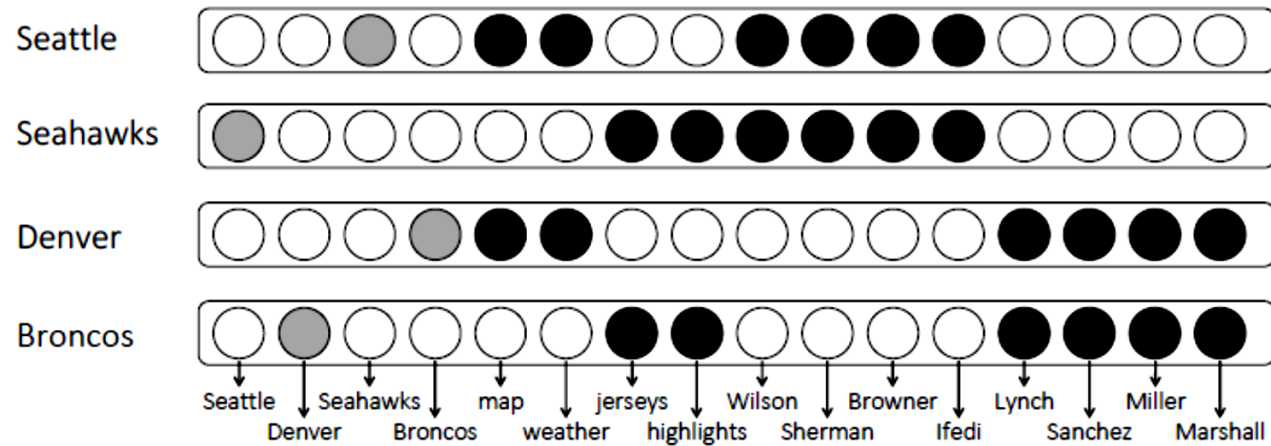 Seattle
Seahawks
Denver
Broncos
Seattle Seahawks map jerseys Wilson Browner Lynch Miller
Denver Broncos weather highlights Sherman Ifedi Sanchez Marshall